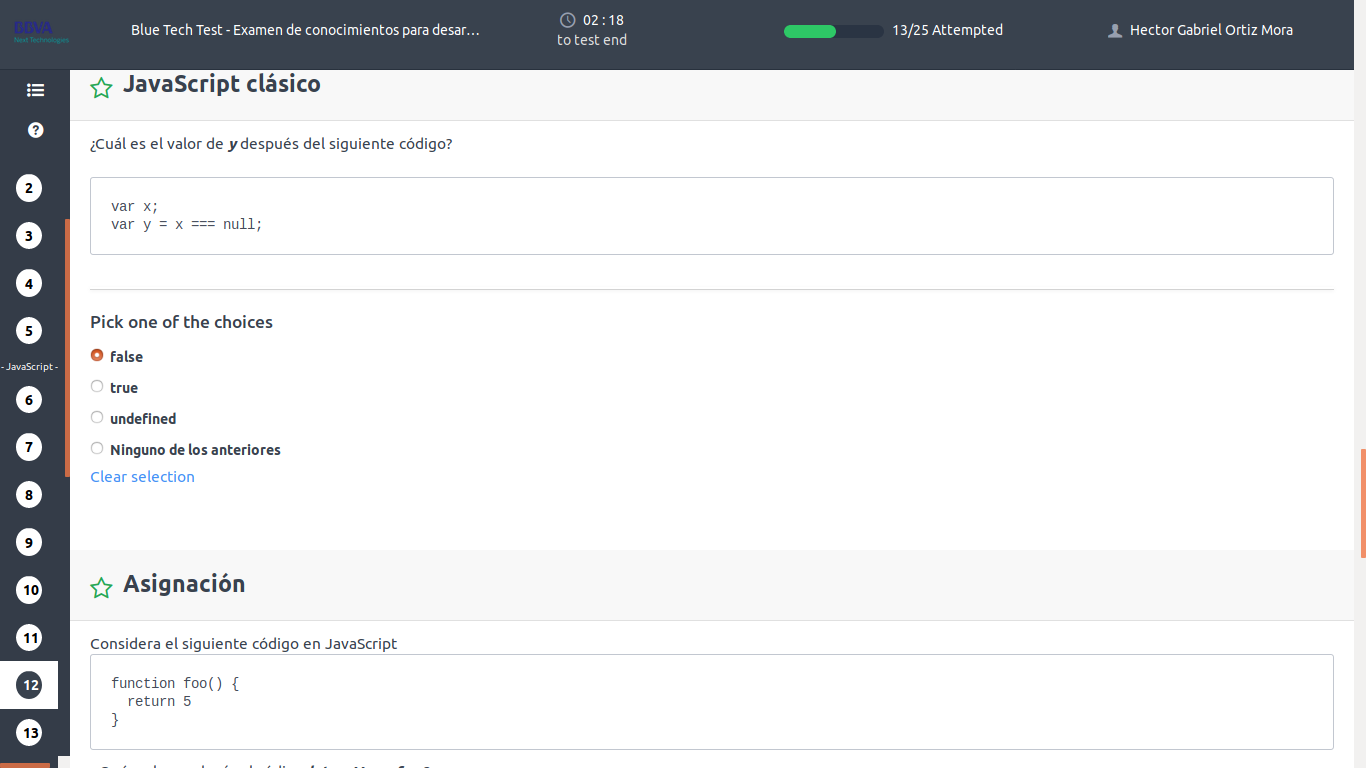 BBVA
Next Technologies
Blue Tech Test - Examen de conocimientos para desar…
02 : 18
to test end
13/25 Attempted
Hector Gabriel Ortiz Mora
JavaScript clásico
¿Cuál es el valor de y después del siguiente código?
var x;
var y = x === null;
Pick one of the choices
false
true
undefined
Ninguno de los anteriores
Clear selection
Asignación
Considera el siguiente código en JavaScript
function foo() {
return 5
}
?
2
3
4
5
- JavaScript -
6
7
8
9
10
11
12
13